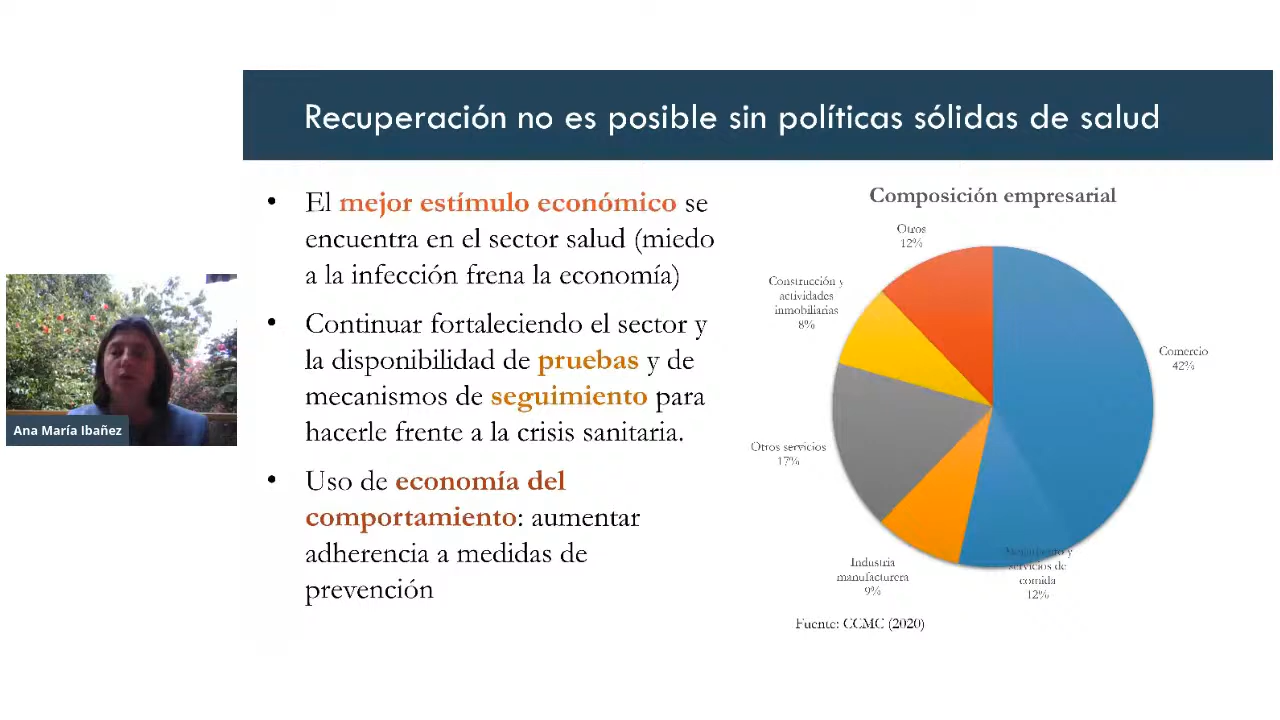 Recuperación no es posible sin políticas sólidas de salud
• El mejor estímulo económico se
encuentra en el sector salud (miedo
a la infección frena la economía)
• Continuar fortaleciendo el sector y
la disponibilidad de pruebas y de
mecanismos de seguimiento para
hacerle frente a la crisis sanitaria.
• Uso de economía del
comportamiento: aumentar
adherencia a medidas de
prevención
Ana María Ibañez
Composición empresarial
Otros
12%
Construcción y
actividades
inmobiliarias
8%
Comercio
42%
Otros servicios
17%
Industria
manufacturera
9%
y
servicios de
comida
12%
Fuente: CCMC (2020)